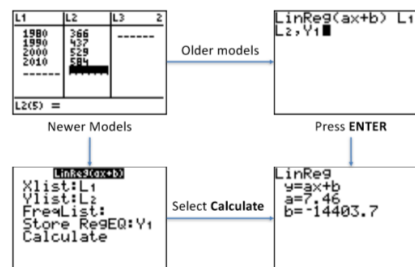 L1 L2 L3 2
1980 366 ------
1990 437
2000 529
2010 584
------
L2(5) =
Older models
LinReg(ax+b) L1
L2,Y1
Newer Models
Press ENTER
LinReg(ax+b)
Xlist:L1
Ylist:L2
FreqList:
Store RegEQ:Y1
Calculate
Select Calculate
LinReg
y=ax+b
a=7.46
b=-14403.7